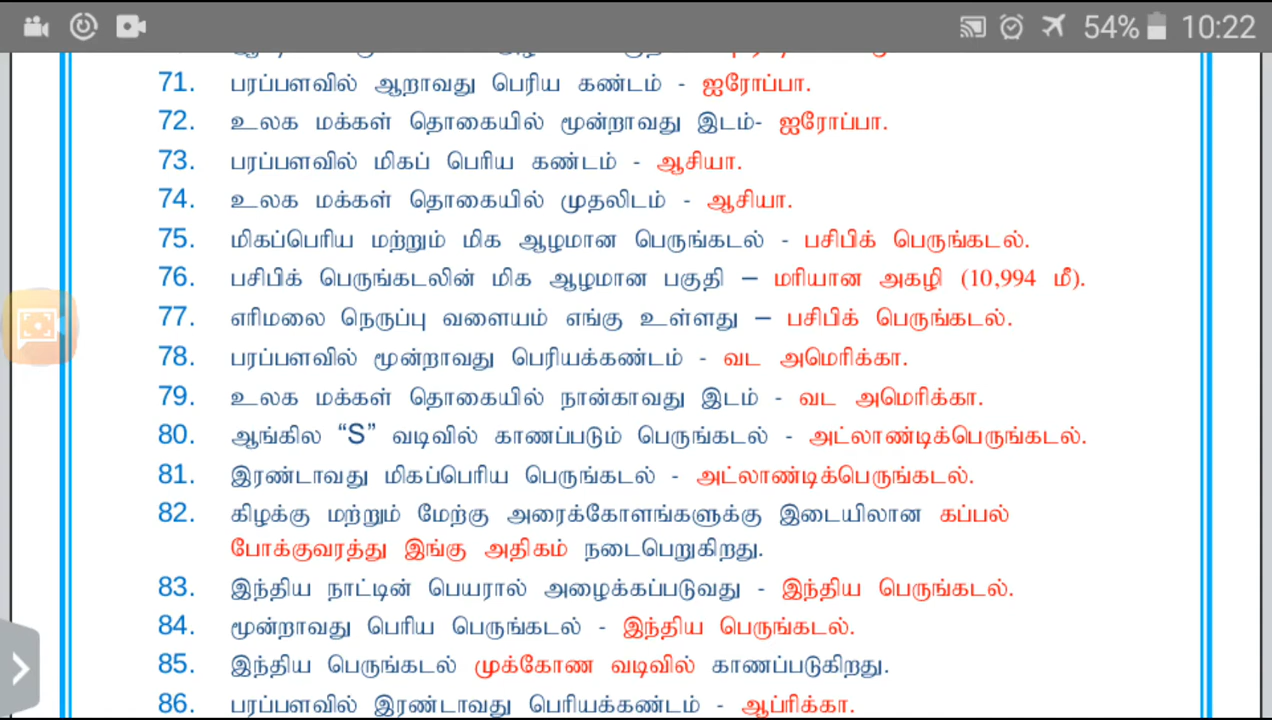 54% 10:22
71. பரப்பளவில் ஆறாவது பெரிய கண்டம் - ஐரோப்பா.
72. உலக மக்கள் தொகையில் மூன்றாவது இடம்- ஐரோப்பா.
73. பரப்பளவில் மிகப் பெரிய கண்டம் - ஆசியா.
74. உலக மக்கள் தொகையில் முதலிடம் - ஆசியா.
75. மிகப்பெரிய மற்றும் மிக ஆழமான பெருங்கடல் - பசிபிக் பெருங்கடல்.
76. பசிபிக் பெருங்கடலின் மிக ஆழமான பகுதி – மரியான அகழி (10,994 மீ).
77. எரிமலை நெருப்பு வளையம் எங்கு உள்ளது – பசிபிக் பெருங்கடல்.
78. பரப்பளவில் மூன்றாவது பெரியக்கண்டம் - வட அமெரிக்கா.
79. உலக மக்கள் தொகையில் நான்காவது இடம் - வட அமெரிக்கா.
80. ஆங்கில “S” வடிவில் காணப்படும் பெருங்கடல் - அட்லாண்டிக்பெருங்கடல்.
81. இரண்டாவது மிகப்பெரிய பெருங்கடல் - அட்லாண்டிக்பெருங்கடல்.
82. கிழக்கு மற்றும் மேற்கு அரைக்கோளங்களுக்கு இடையிலான கப்பல்
போக்குவரத்து இங்கு அதிகம் நடைபெறுகிறது.
83. இந்திய நாட்டின் பெயரால் அழைக்கப்படுவது - இந்திய பெருங்கடல்.
84. மூன்றாவது பெரிய பெருங்கடல் - இந்திய பெருங்கடல்.
85. இந்திய பெருங்கடல் முக்கோண வடிவில் காணப்படுகிறது.
86. பரப்பளவில் இரண்டாவது பெரியக்கண்டம் - ஆப்ரிக்கா.